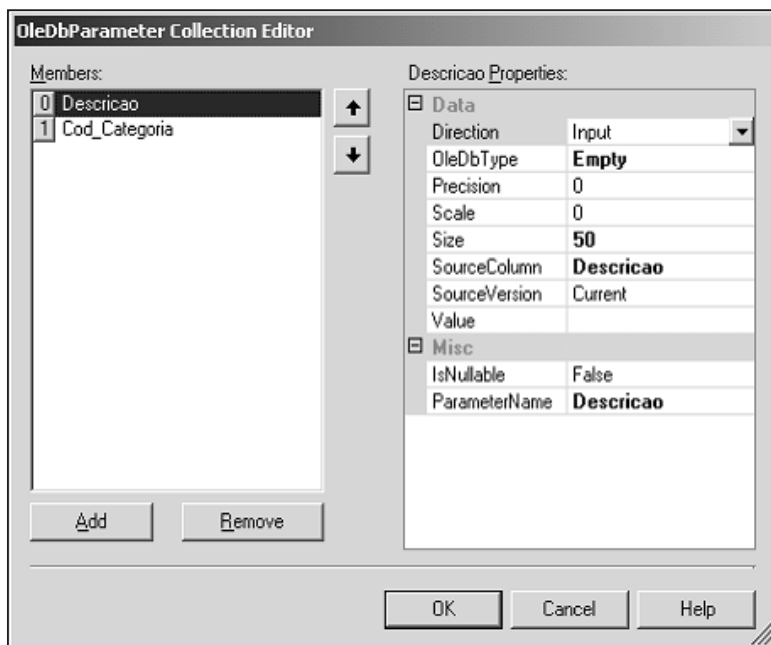 OleDbParameter Collection Editor
Members:
0 Descricao
1 Cod_Categoria
Add
Remove
Descricao Properties:
Data
Direction Input
OleDbType Empty
Precision 0
Scale 0
Size 50
SourceColumn Descricao
SourceVersion Current
Value
Misc
IsNullable False
ParameterName Descricao
OK
Cancel
Help